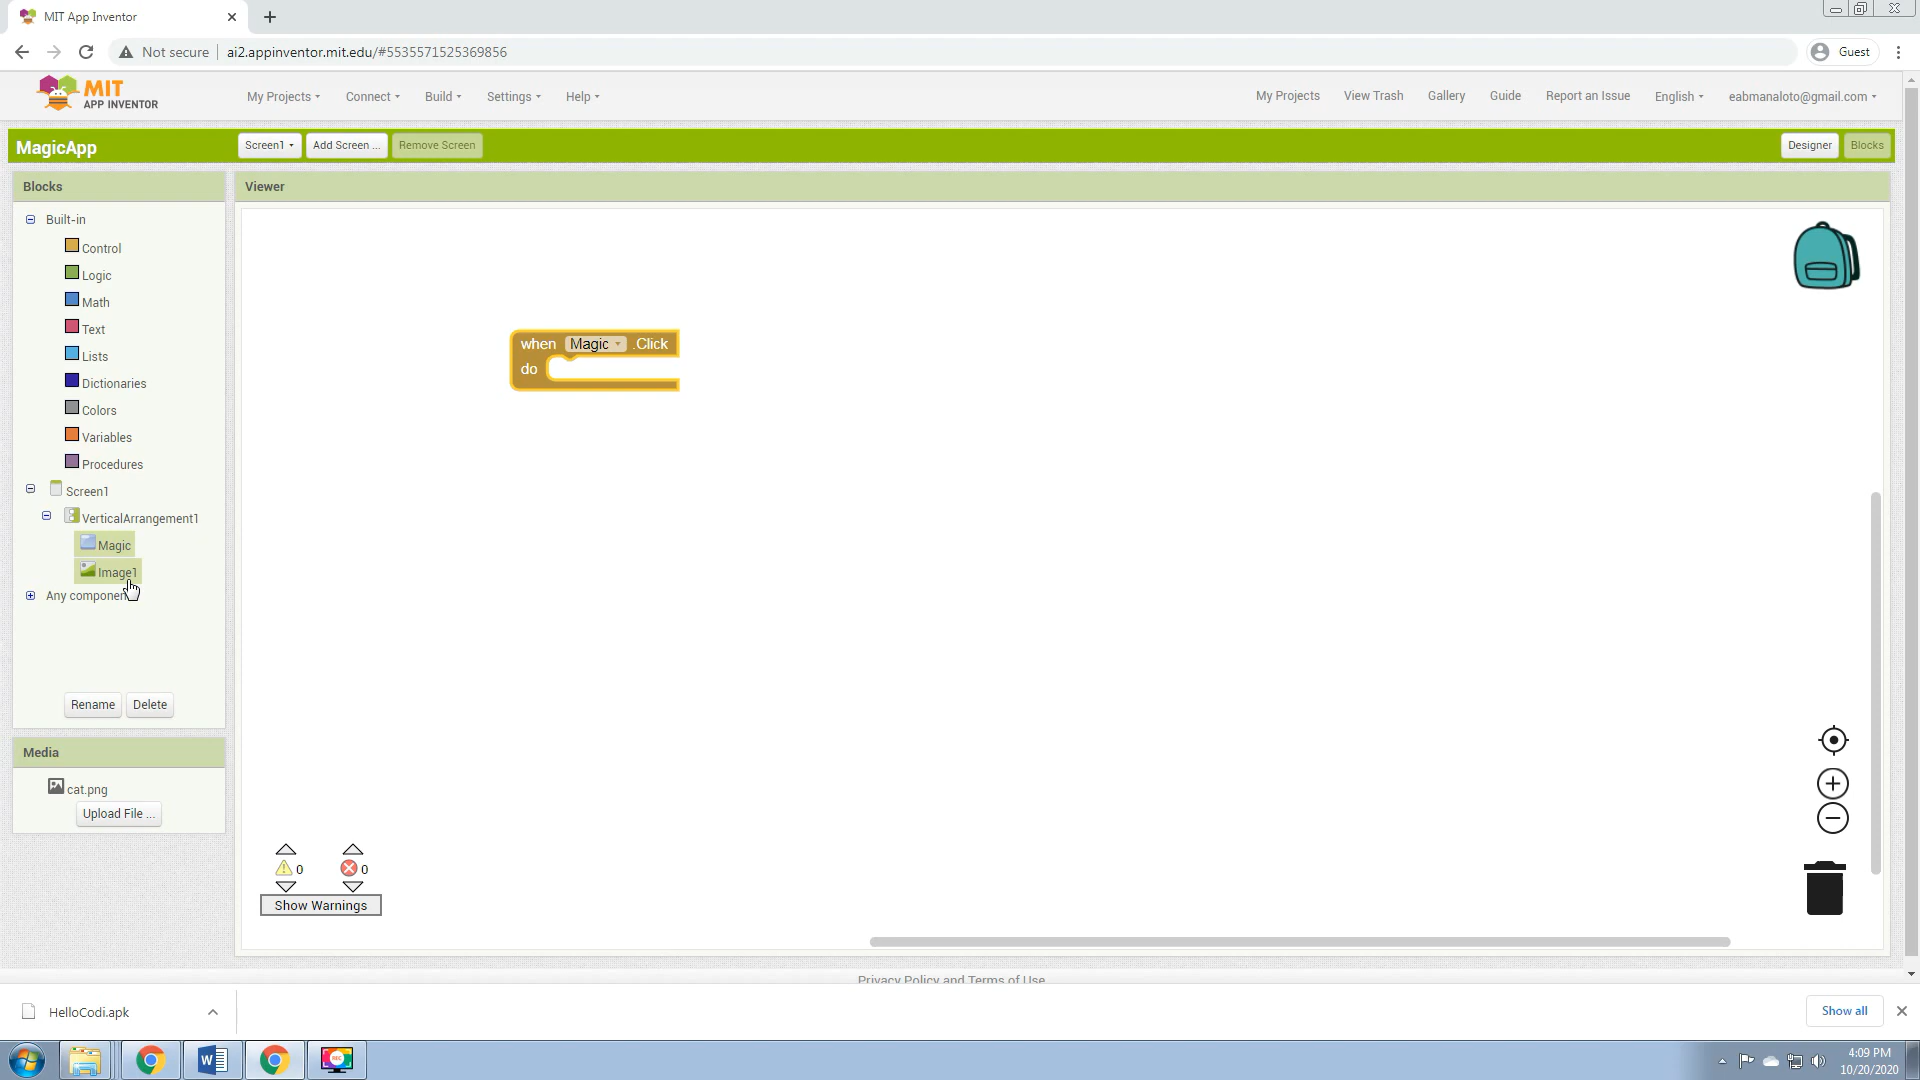 MIT App Inventor
Not secure
ai2.appinventor.mit.edu/#5535571525369856
Guest
MIT
APP INVENTOR
My Projects
Connect
Build
Settings
Help
My Projects
View Trash
Gallery
Guide
Report an Issue
English
eabmanaloto@gmail.com
MagicApp
Screen1
Add Screen ...
Remove Screen
Designer
Blocks
Blocks
Viewer
Built-in
Control
Logic
Math
Text
Lists
Dictionaries
Colors
Variables
Procedures
Screen1
VerticalArrangement1
Magic
Image1
Any componen
Rename
Delete
Media
cat.png
Upload File ...
when Magic .Click
do
0
0
Show Warnings
Privacy Policy and Terms of Use
HelloCodi.apk
Show all
REC
4:09 PM
10/20/2020